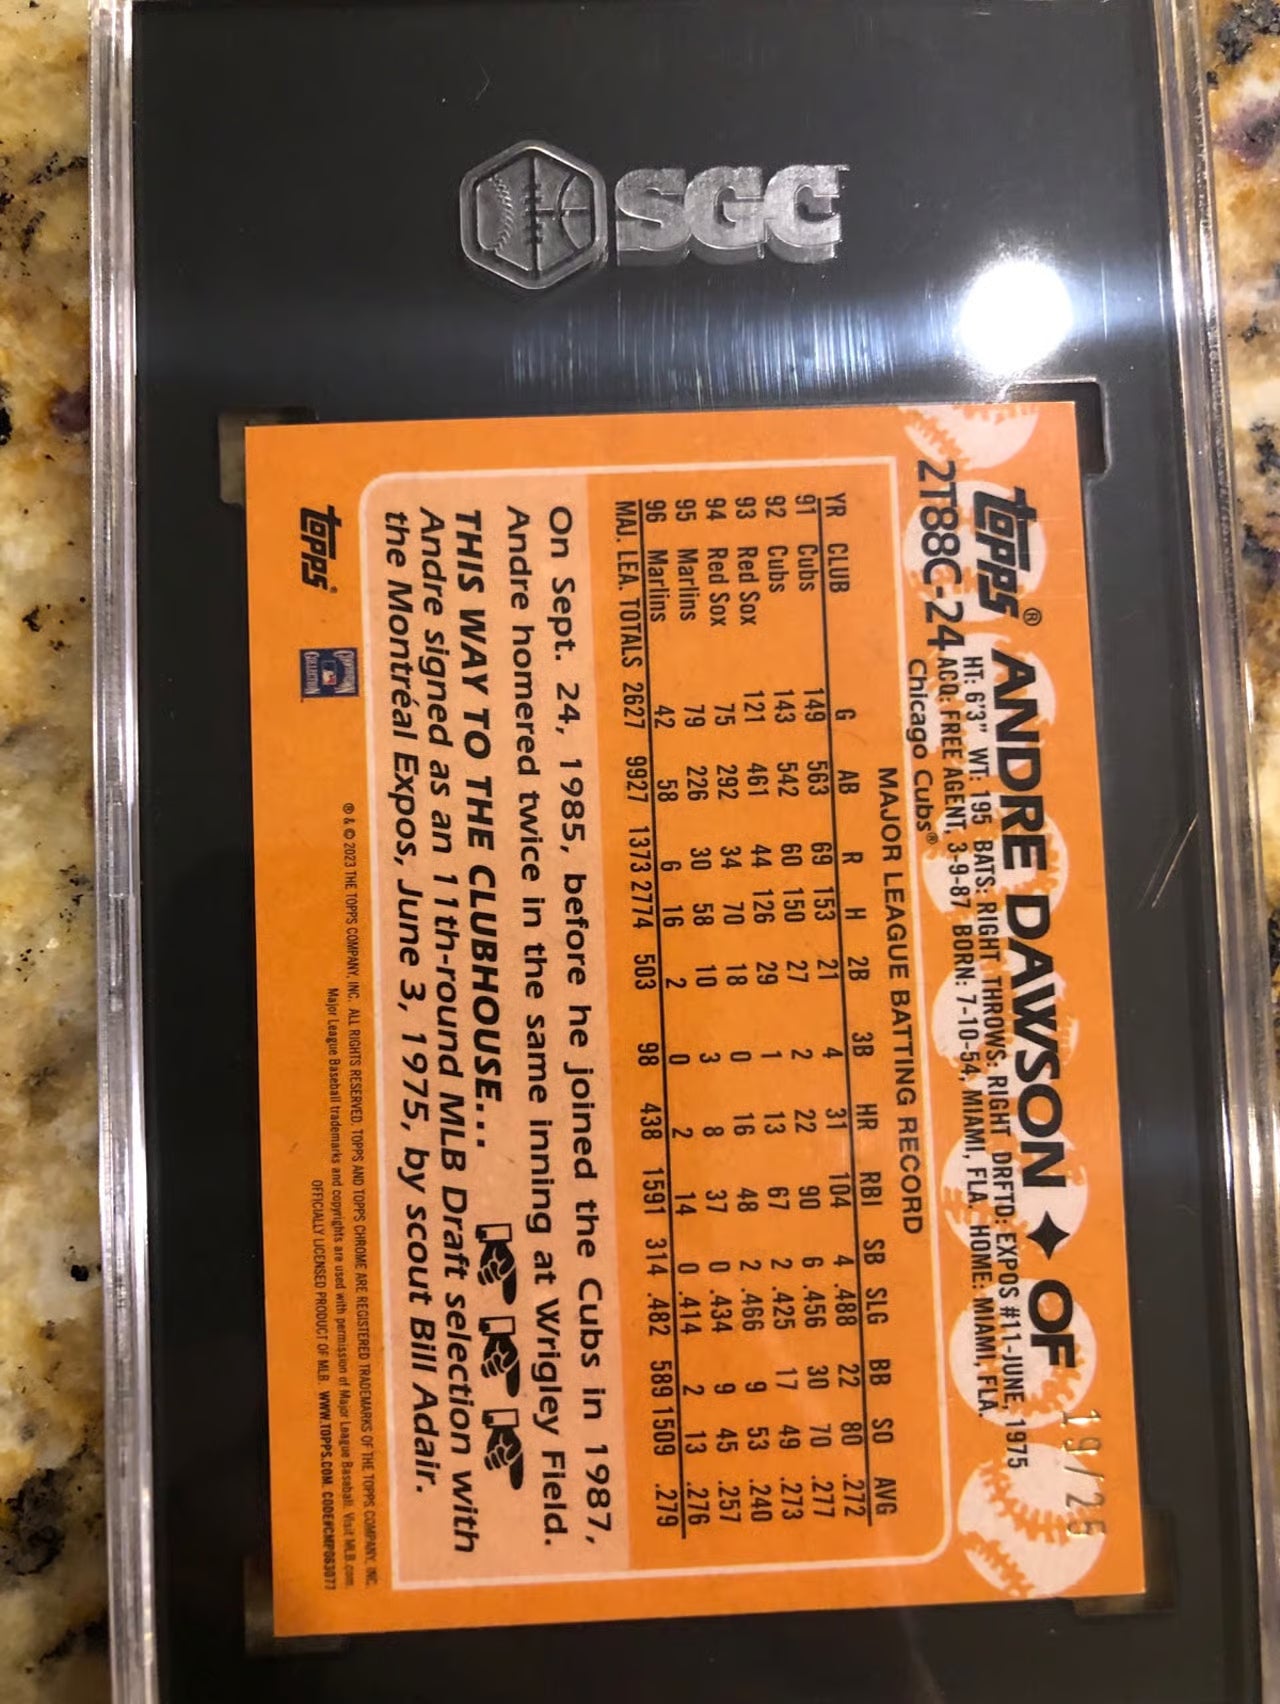 SGC
19/25
topps® ANDRE DAWSON ✦ OF
HT: 6'3" WT: 195 BATS: RIGHT THROWS: RIGHT DRFTD: EXPOS #11-JUNE, 1975
2T88C-24 ACQ: FREE AGENT, 3-9-87 BORN: 7-10-54, MIAMI, FLA. HOME: MIAMI, FLA.
Chicago Cubs®
MAJOR LEAGUE BATTING RECORD
YR CLUB G AB R H 2B 3B HR RBI SB SLG BB SO AVG
91 Cubs 149 563 69 153 21 4 31 104 4 .488 22 80 .272
92 Cubs 143 542 60 150 27 2 22 90 6 .456 30 70 .277
93 Red Sox 121 461 44 126 29 1 13 67 2 .425 17 49 .273
94 Red Sox 75 292 34 70 18 0 16 48 2 .466 9 53 .240
95 Marlins 79 226 30 58 10 3 8 37 0 .434 9 45 .257
96 Marlins 42 58 6 16 2 0 2 14 0 .414 2 13 .276
MAJ. LEA. TOTALS 2627 9927 1373 2774 503 98 438 1591 314 .482 589 1509 .279
On Sept. 24, 1985, before he joined the Cubs in 1987,
Andre homered twice in the same inning at Wrigley Field.
THIS WAY TO THE CLUBHOUSE...
Andre signed as an 11th-round MLB Draft selection with
the Montréal Expos, June 3, 1975, by scout Bill Adair.
topps®
® & © 2023 THE TOPPS COMPANY, INC. ALL RIGHTS RESERVED. TOPPS AND TOPPS CHROME ARE REGISTERED TRADEMARKS OF THE TOPPS COMPANY, INC.
Major League Baseball trademarks and copyrights are used with permission of Major League Baseball. Visit MLB.com
OFFICIALLY LICENSED PRODUCT OF MLB. WWW.TOPPS.COM. CODE#CMP083077